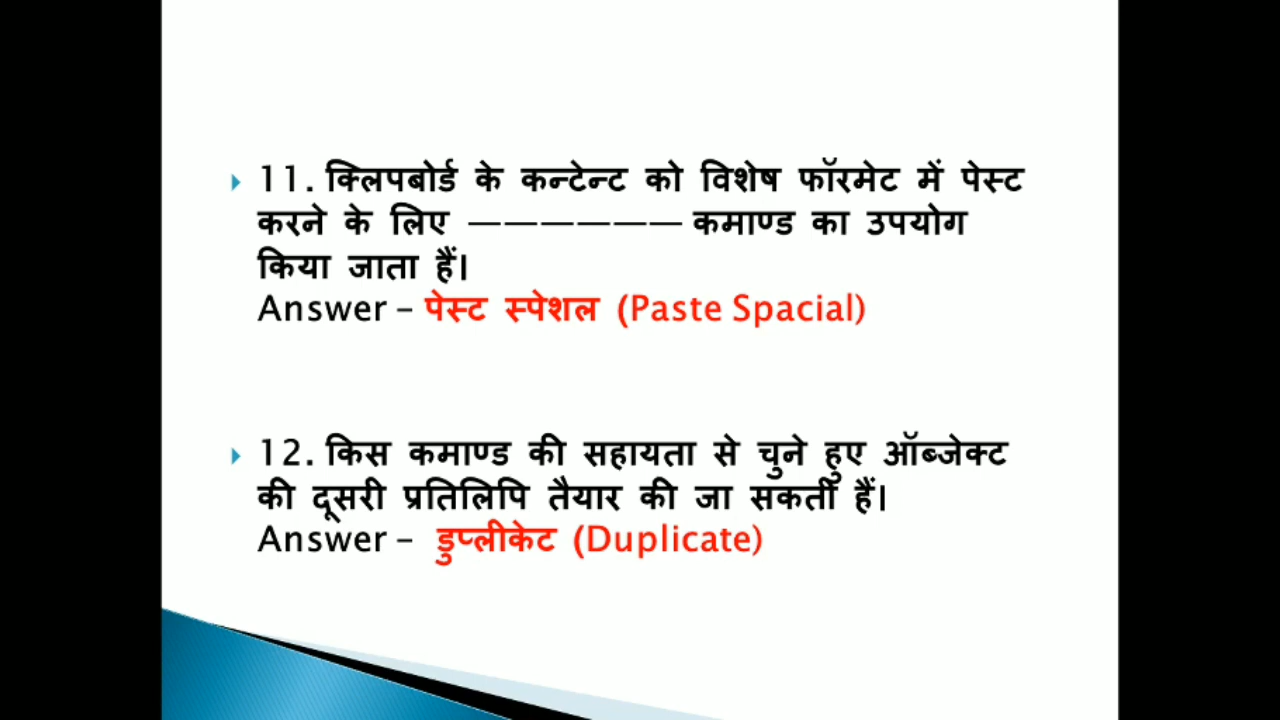 11. क्लिपबोर्ड के कन्टेन्ट को विशेष फॉरमेट में पेस्ट
करने के लिए —————— कमाण्ड का उपयोग
किया जाता हैं।
Answer – पेस्ट स्पेशल (Paste Spacial)
12. किस कमाण्ड की सहायता से चुने हुए ऑब्जेक्ट
की दूसरी प्रतिलिपि तैयार की जा सकती हैं।
Answer – डुप्लीकेट (Duplicate)